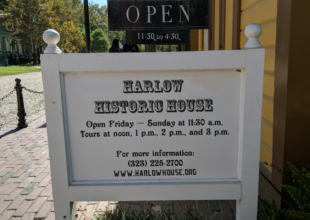 OPEN
11:30 TO 4:30
HARLOW
HISTORIC HOUSE
Open Friday — Sunday at 11:30 a.m.
Tours at noon, 1 p.m., 2 p.m., and 3 p.m.
For more information:
(323) 225-2700
WWW.HARLOWHOUSE.ORG